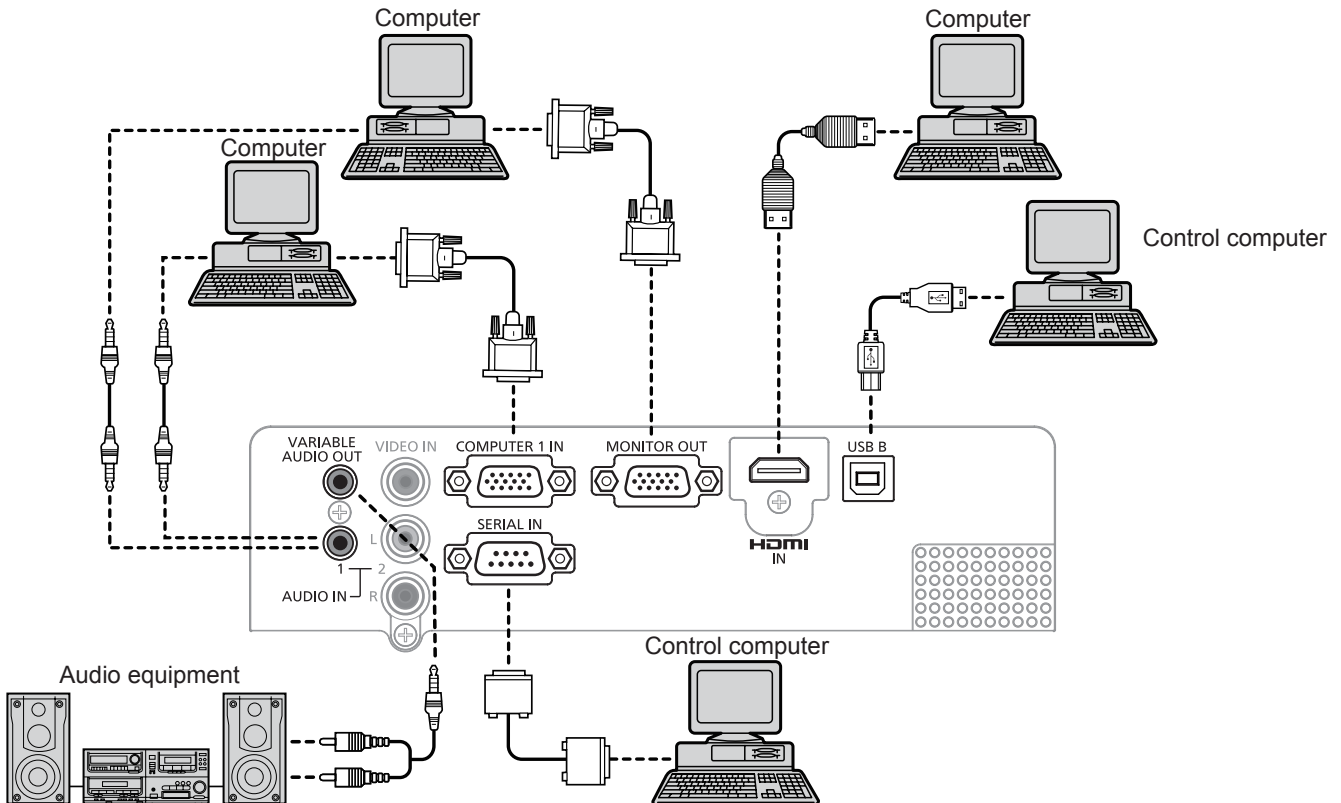 Computer
Computer
Computer
Control computer
VARIABLE
AUDIO OUT
VIDEO IN
COMPUTER 1 IN
MONITOR OUT
USB B
SERIAL IN
HDMI
IN
L
1
2
AUDIO IN
R
Control computer
Audio equipment